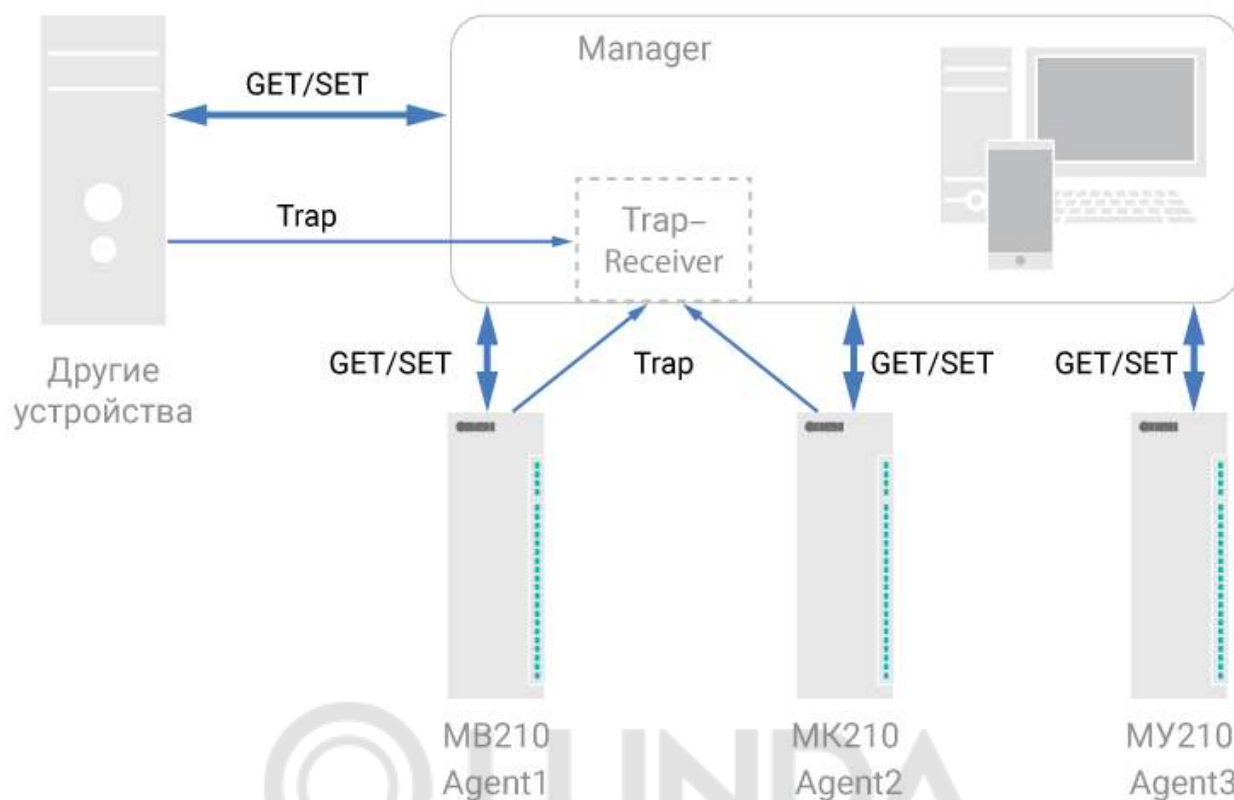 Manager
GET/SET
Trap
Trap–
Receiver
Другие
устройства
GET/SET
Trap
GET/SET
GET/SET
МВ210
Agent1
МК210
Agent2
МУ210
Agent3